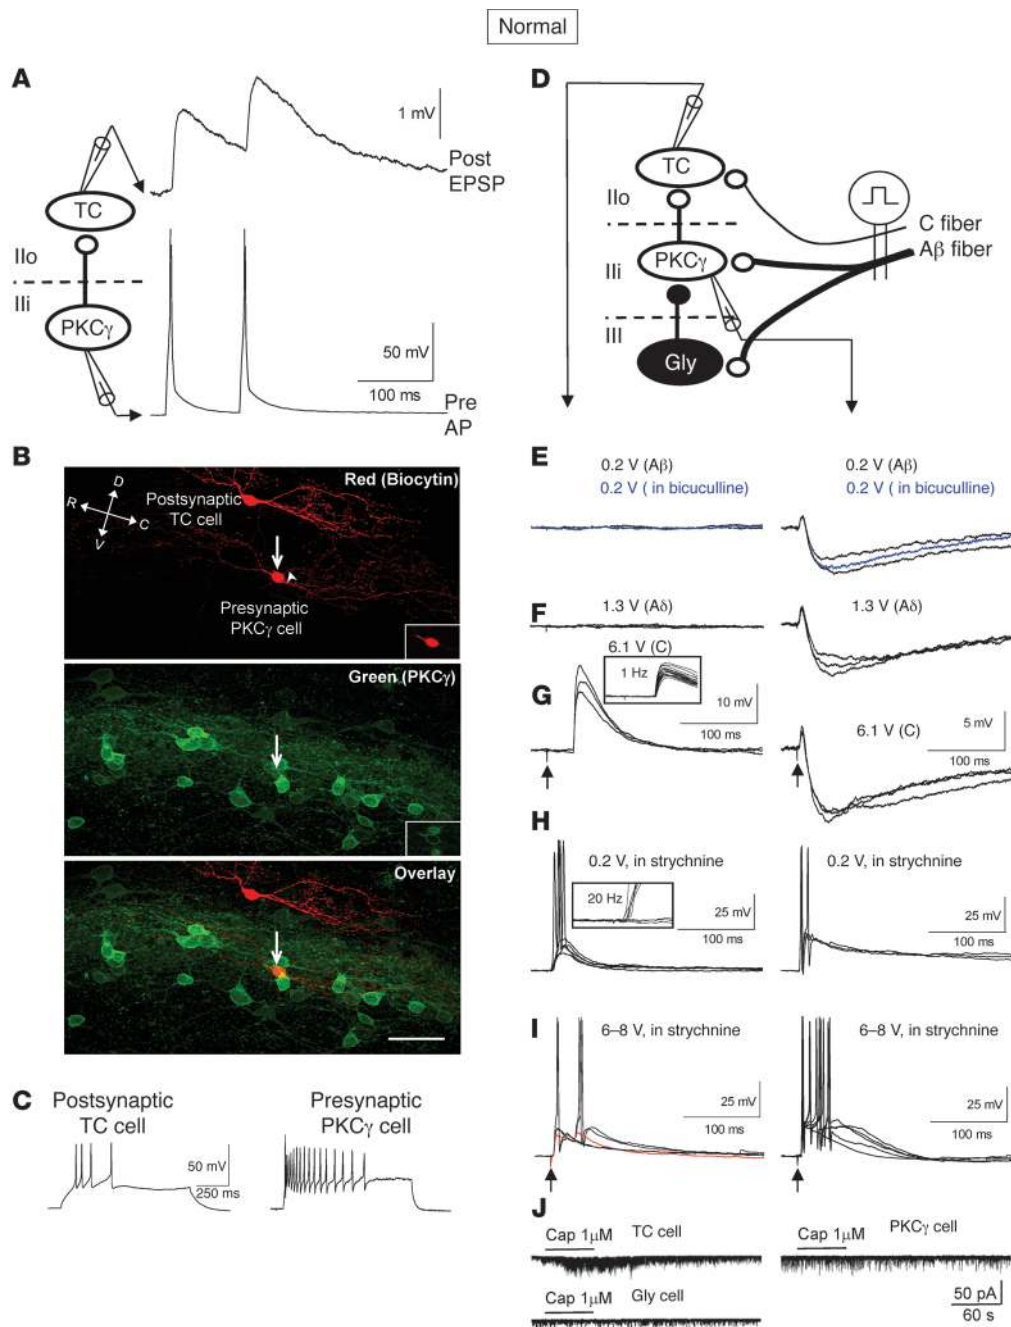 Normal
A
1 mV
Post
EPSP
TC
IIo
IIi
PKCγ
50 mV
100 ms
Pre
AP
B
Red (Biocytin)
D
R
C
V
Postsynaptic
TC cell
Presynaptic
PKCγ cell
Green (PKCγ)
Overlay
C
Postsynaptic
TC cell
Presynaptic
PKCγ cell
50 mV
250 ms
D
TC
IIo
C fiber
Aβ fiber
PKCγ
IIi
III
Gly
E
0.2 V (Aβ)
0.2 V ( in bicuculline)
0.2 V (Aβ)
0.2 V ( in bicuculline)
F
1.3 V (Aδ)
1.3 V (Aδ)
G
6.1 V (C)
1 Hz
10 mV
100 ms
6.1 V (C)
5 mV
100 ms
H
0.2 V, in strychnine
20 Hz
25 mV
100 ms
0.2 V, in strychnine
25 mV
100 ms
I
6–8 V, in strychnine
25 mV
100 ms
6–8 V, in strychnine
25 mV
100 ms
J
Cap 1μM TC cell
Cap 1μM PKCγ cell
Cap 1μM Gly cell
50 pA
60 s